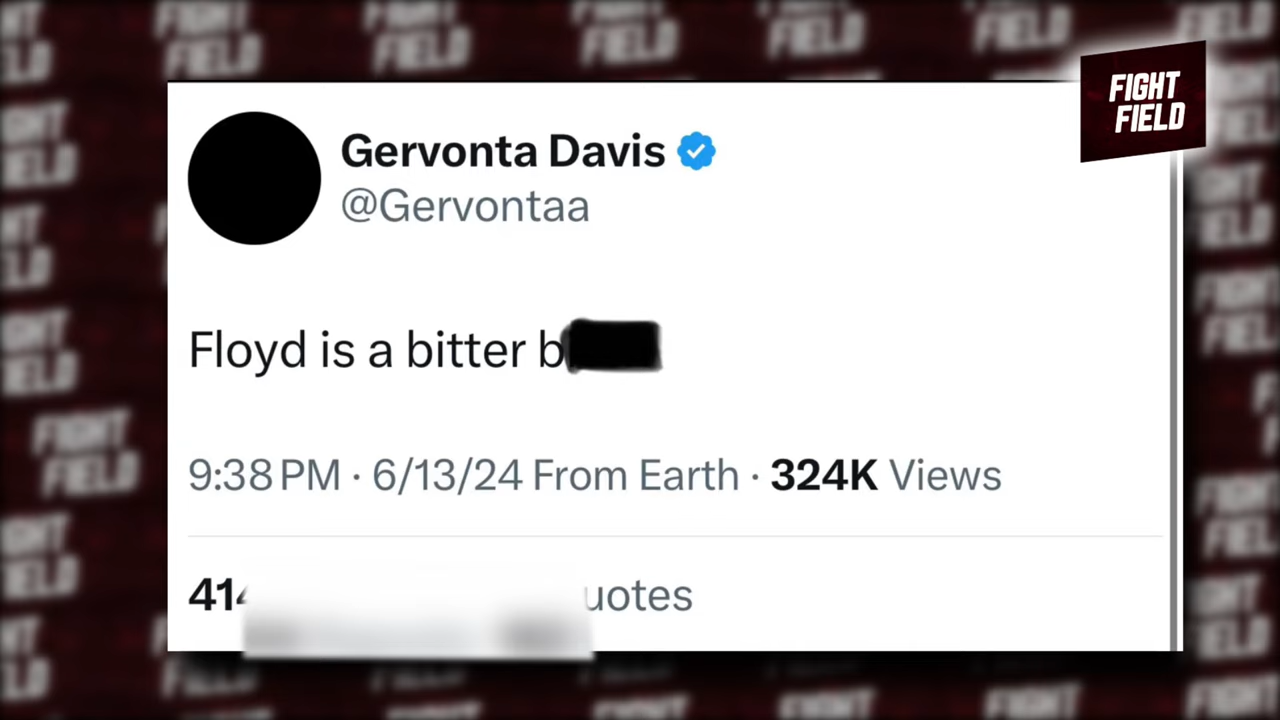 FIGHT
FIELD
Gervonta Davis
@Gervontaa
Floyd is a bitter b
9:38 PM · 6/13/24 From Earth · 324K Views
414
uotes